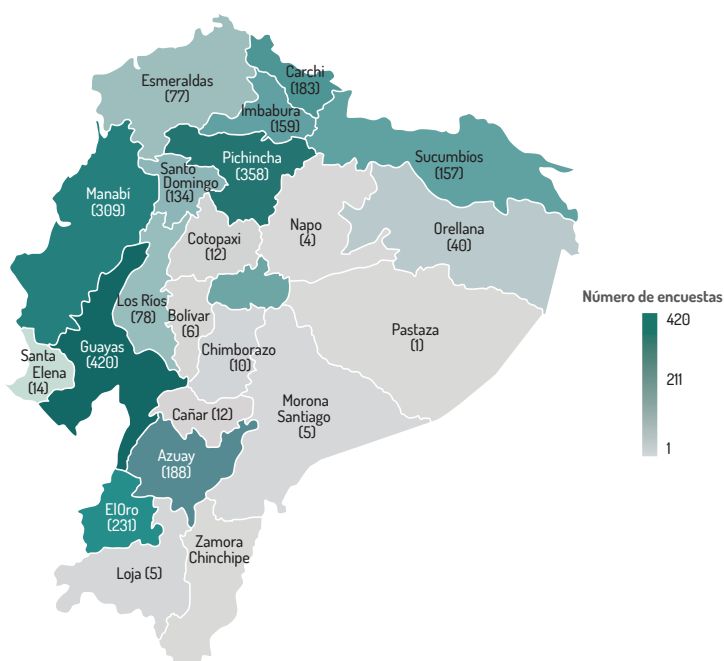 Esmeraldas
(77)
Carchi
(183)
Imbabura
(159)
Pichincha
(358)
Santo
Domingo
(134)
Sucumbíos
(157)
Manabí
(309)
Cotopaxi
(12)
Napo
(4)
Orellana
(40)
Los Ríos
(78)
Bolívar
(6)
Pastaza
(1)
Santa
Elena
(14)
Guayas
(420)
Chimborazo
(10)
Morona
Santiago
(5)
Cañar (12)
Azuay
(188)
ElOro
(231)
Zamora
Chinchipe
Loja (5)
Número de encuestas
420
211
1